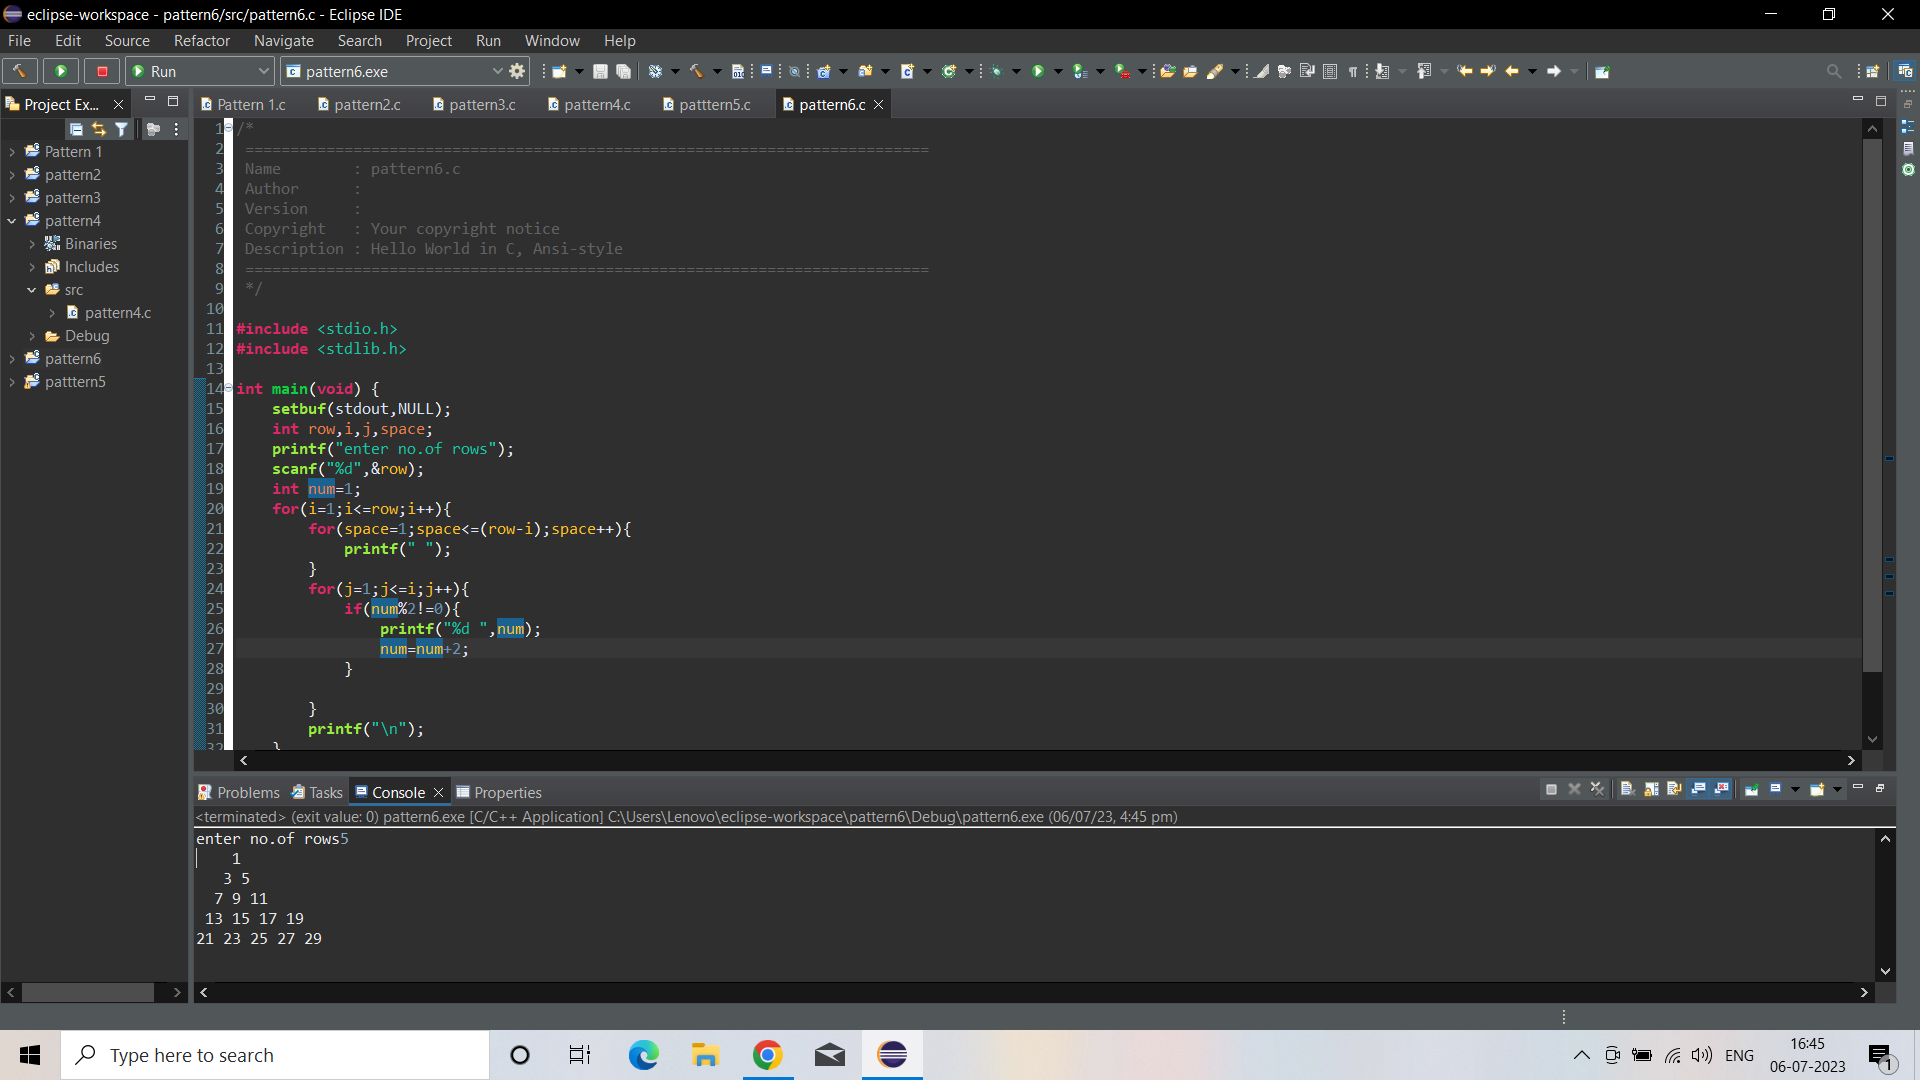 eclipse-workspace - pattern6/src/pattern6.c - Eclipse IDE
File Edit Source Refactor Navigate Search Project Run Window Help
Run pattern6.exe
Project Ex... Pattern 1.c pattern2.c pattern3.c pattern4.c patttern5.c pattern6.c
Pattern 1
pattern2
pattern3
pattern4
Binaries
Includes
src
pattern4.c
Debug
pattern6
patttern5
1 /*
2 ============================================================================
3 Name        : pattern6.c
4 Author      :
5 Version     :
6 Copyright   : Your copyright notice
7 Description : Hello World in C, Ansi-style
8 ============================================================================
9 */
10
11 #include <stdio.h>
12 #include <stdlib.h>
13
14 int main(void) {
15     setbuf(stdout,NULL);
16     int row,i,j,space;
17     printf("enter no.of rows");
18     scanf("%d",&row);
19     int num=1;
20     for(i=1;i<=row;i++){
21         for(space=1;space<=(row-i);space++){
22             printf(" ");
23         }
24         for(j=1;j<=i;j++){
25             if(num%2!=0){
26                 printf("%d ",num);
27                 num=num+2;
28             }
29
30         }
31         printf("\n");
32     }
Problems Tasks Console Properties
<terminated> (exit value: 0) pattern6.exe [C/C++ Application] C:\Users\Lenovo\eclipse-workspace\pattern6\Debug\pattern6.exe (06/07/23, 4:45 pm)
enter no.of rows5
    1
   3 5
  7 9 11
 13 15 17 19
21 23 25 27 29
Type here to search
ENG
16:45
06-07-2023
1